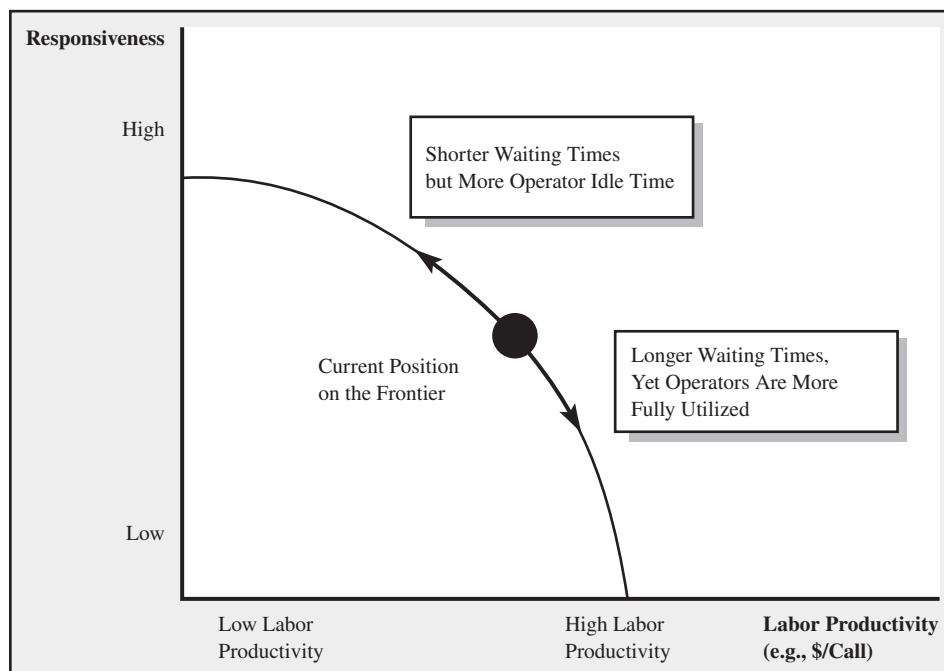 Responsiveness
High
Shorter Waiting Times
but More Operator Idle Time
Current Position
on the Frontier
Longer Waiting Times,
Yet Operators Are More
Fully Utilized
Low
Low Labor
Productivity
High Labor
Productivity
Labor Productivity
(e.g., $/Call)